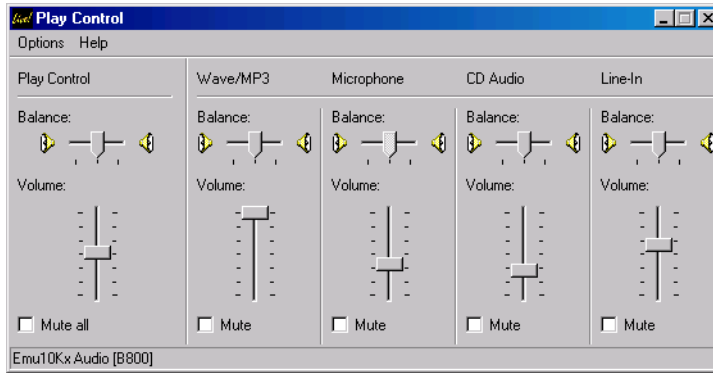 Live! Play Control
Options Help
Play Control Wave/MP3 Microphone CD Audio Line-In
Balance: Balance: Balance: Balance: Balance:
Volume: Volume: Volume: Volume: Volume:
Mute all Mute Mute Mute Mute
Emu10Kx Audio [B800]